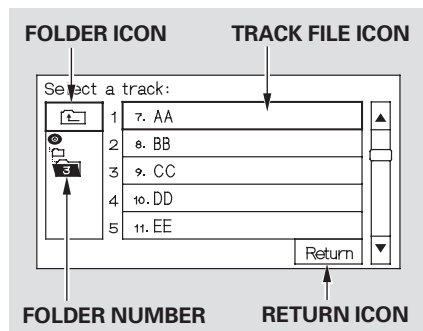 FOLDER ICON TRACK FILE ICON
Select a track:
1 7. AA
2 8. BB
3 9. CC
3
4 10. DD
5 11. EE
Return
FOLDER NUMBER RETURN ICON